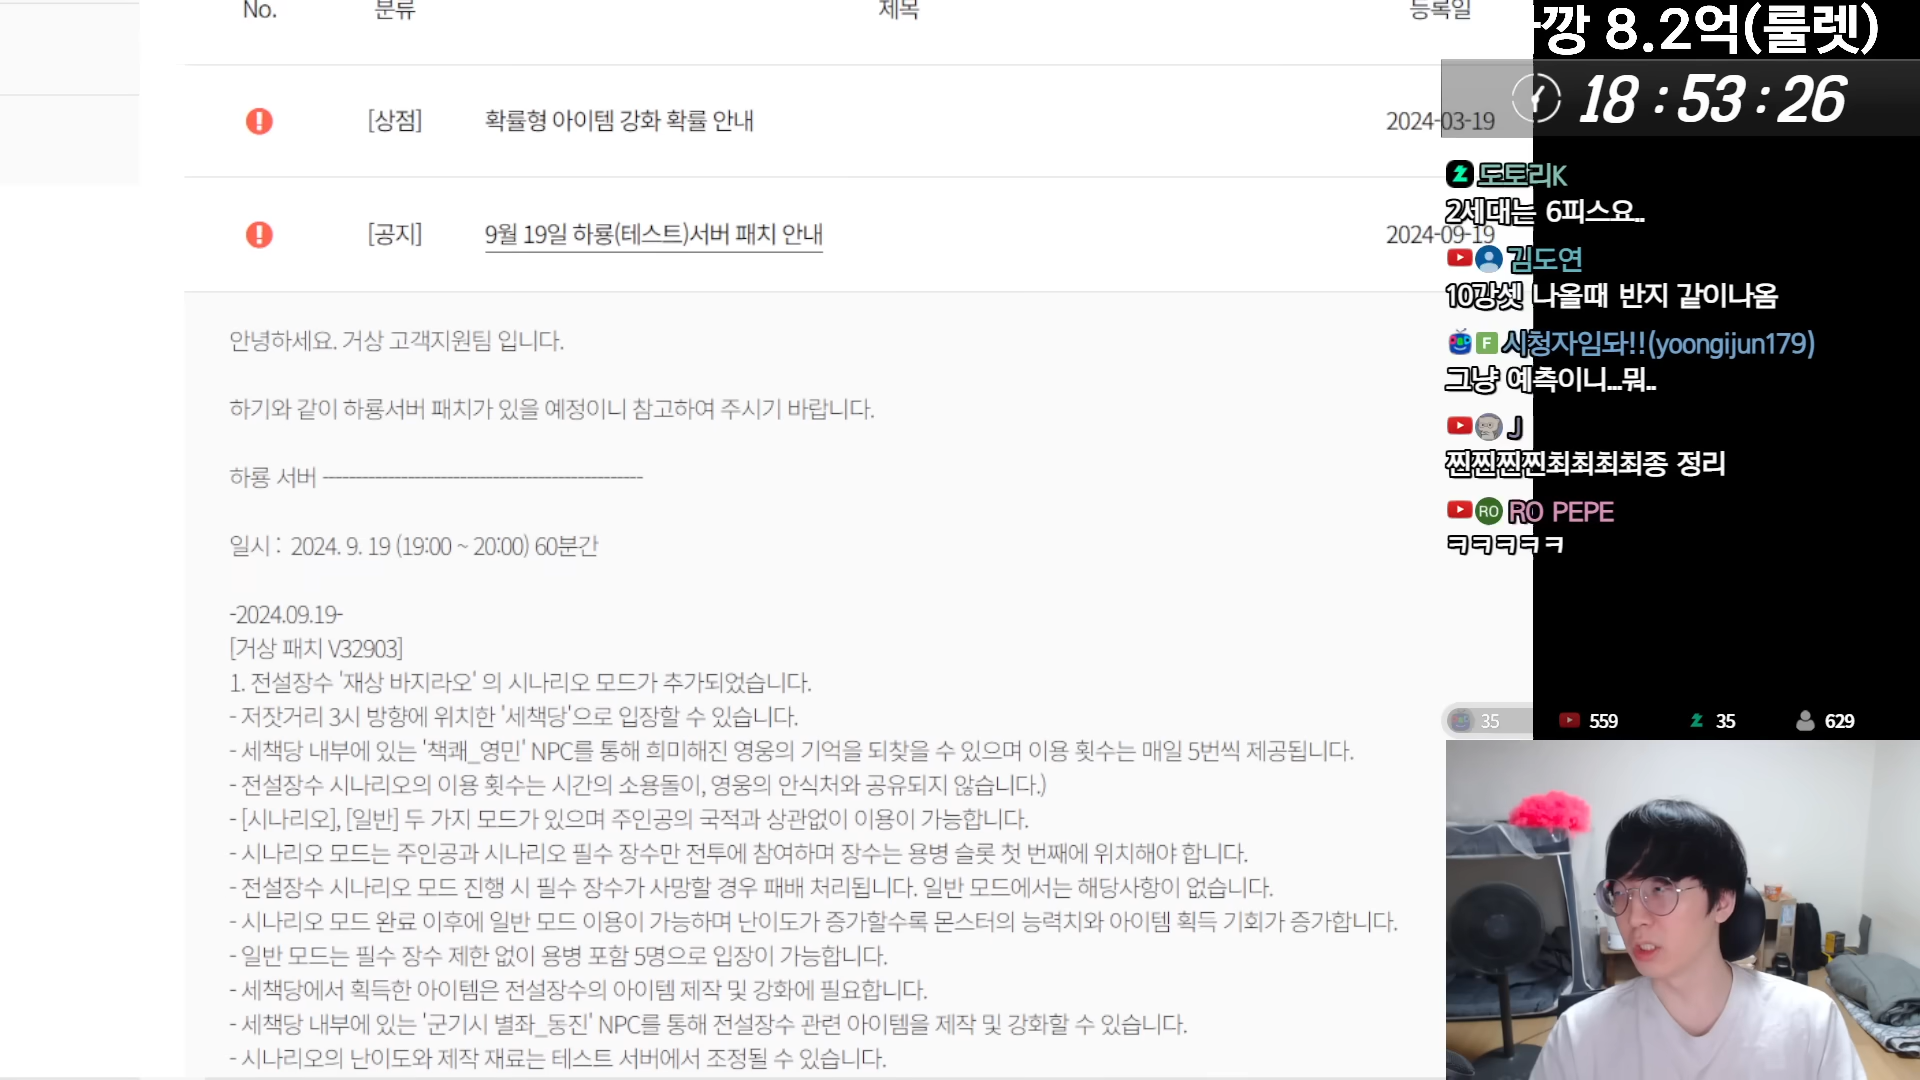 No. 분류 제목 등록일
[상점] 확률형 아이템 강화 확률 안내 2024-03-19
[공지] 9월 19일 하룡(테스트)서버 패치 안내 2024-09-19
안녕하세요. 거상 고객지원팀 입니다.
하기와 같이 하룡서버 패치가 있을 예정이니 참고하여 주시기 바랍니다.
하룡 서버 ------------------------------------------------
일시 : 2024. 9. 19 (19:00 ~ 20:00) 60분간
-2024.09.19-
[거상 패치 V32903]
1. 전설장수 '재상 바지라오' 의 시나리오 모드가 추가되었습니다.
- 저잣거리 3시 방향에 위치한 '세책당'으로 입장할 수 있습니다.
- 세책당 내부에 있는 '책쾌_영민' NPC를 통해 희미해진 영웅의 기억을 되찾을 수 있으며 이용 횟수는 매일 5번씩 제공됩니다.
- 전설장수 시나리오의 이용 횟수는 시간의 소용돌이, 영웅의 안식처와 공유되지 않습니다.)
- [시나리오], [일반] 두 가지 모드가 있으며 주인공의 국적과 상관없이 이용이 가능합니다.
- 시나리오 모드는 주인공과 시나리오 필수 장수만 전투에 참여하며 장수는 용병 슬롯 첫 번째에 위치해야 합니다.
- 전설장수 시나리오 모드 진행 시 필수 장수가 사망할 경우 패배 처리됩니다. 일반 모드에서는 해당사항이 없습니다.
- 시나리오 모드 완료 이후에 일반 모드 이용이 가능하며 난이도가 증가할수록 몬스터의 능력치와 아이템 획득 기회가 증가합니다.
- 일반 모드는 필수 장수 제한 없이 용병 포함 5명으로 입장이 가능합니다.
- 세책당에서 획득한 아이템은 전설장수의 아이템 제작 및 강화에 필요합니다.
- 세책당 내부에 있는 '군기시 별좌_동진' NPC를 통해 전설장수 관련 아이템을 제작 및 강화할 수 있습니다.
- 시나리오의 난이도와 제작 재료는 테스트 서버에서 조정될 수 있습니다.
깡 8.2억(룰렛)
18 : 53 : 26
도토리K
2세대는 6피스요..
김도연
10강셋 나올때 반지 같이나옴
F 시청자임돠!!(yoongijun179)
그냥 예측이니...뭐..
J
찐찐찐찐최최최최종 정리
RO RO PEPE
ㅋㅋㅋㅋㅋ
35 559 35 629